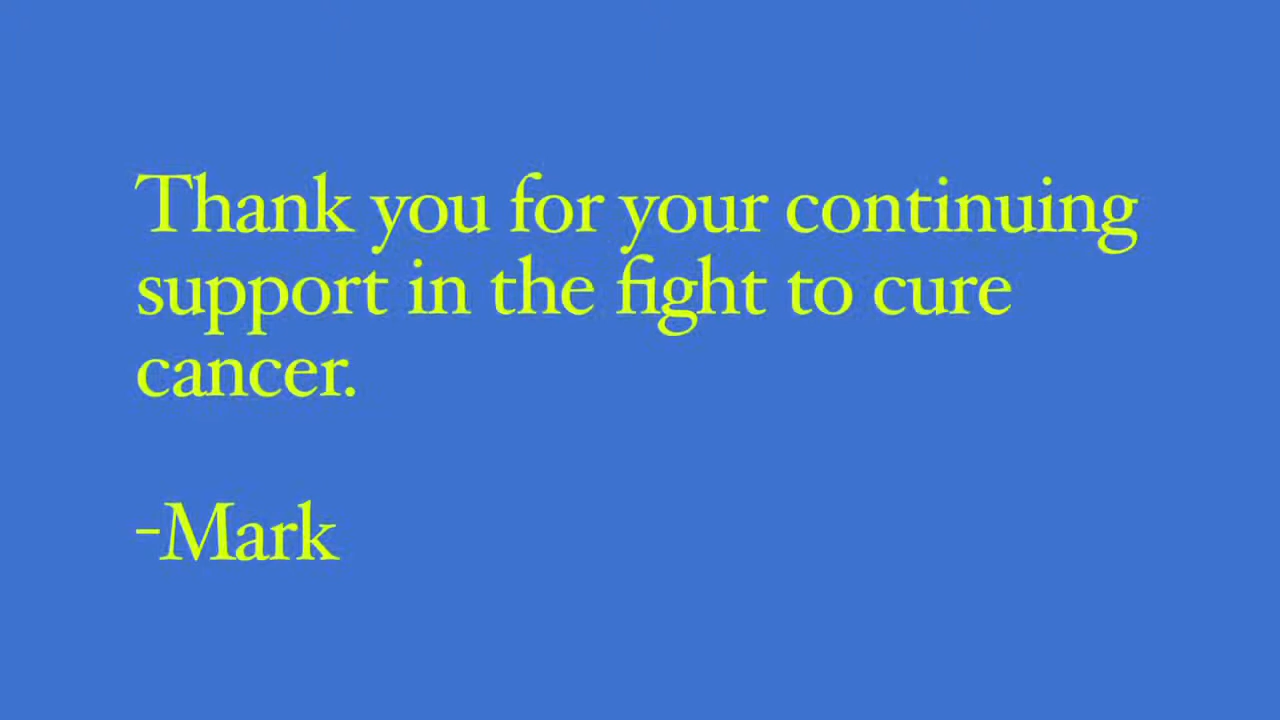 Thank you for your continuing
support in the fight to cure
cancer.
-Mark